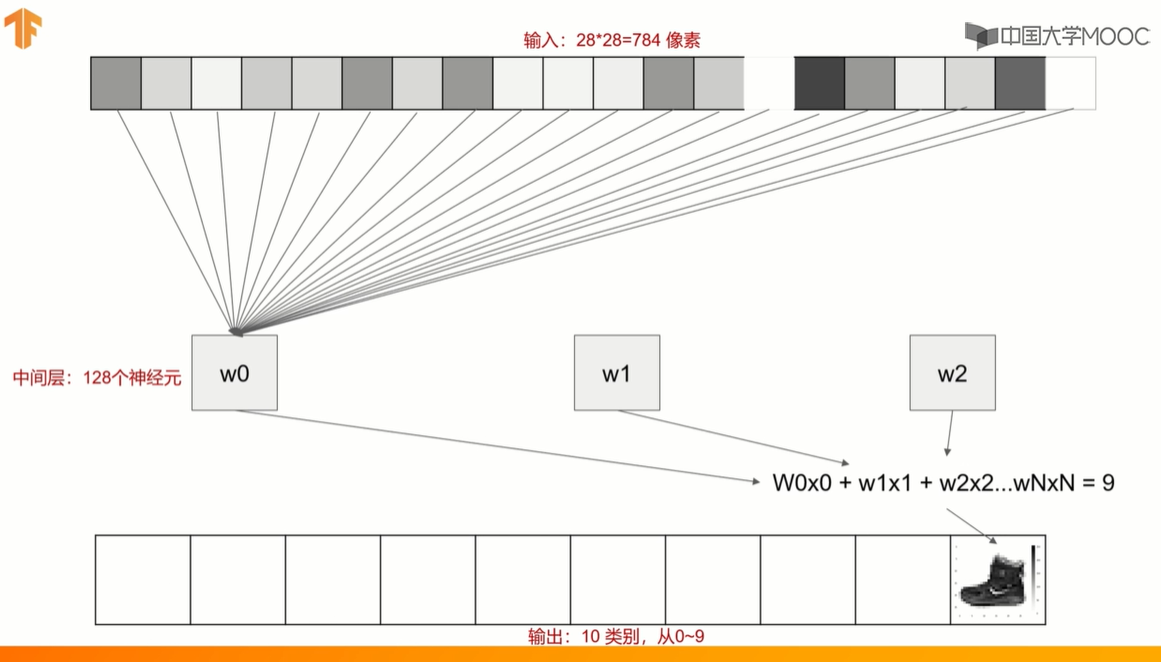 输入：28*28=784 像素
中国大学MOOC
中间层：128个神经元
w0
w1
w2
W0x0 + w1x1 + w2x2...wNxN = 9
输出：10 类别，从0~9